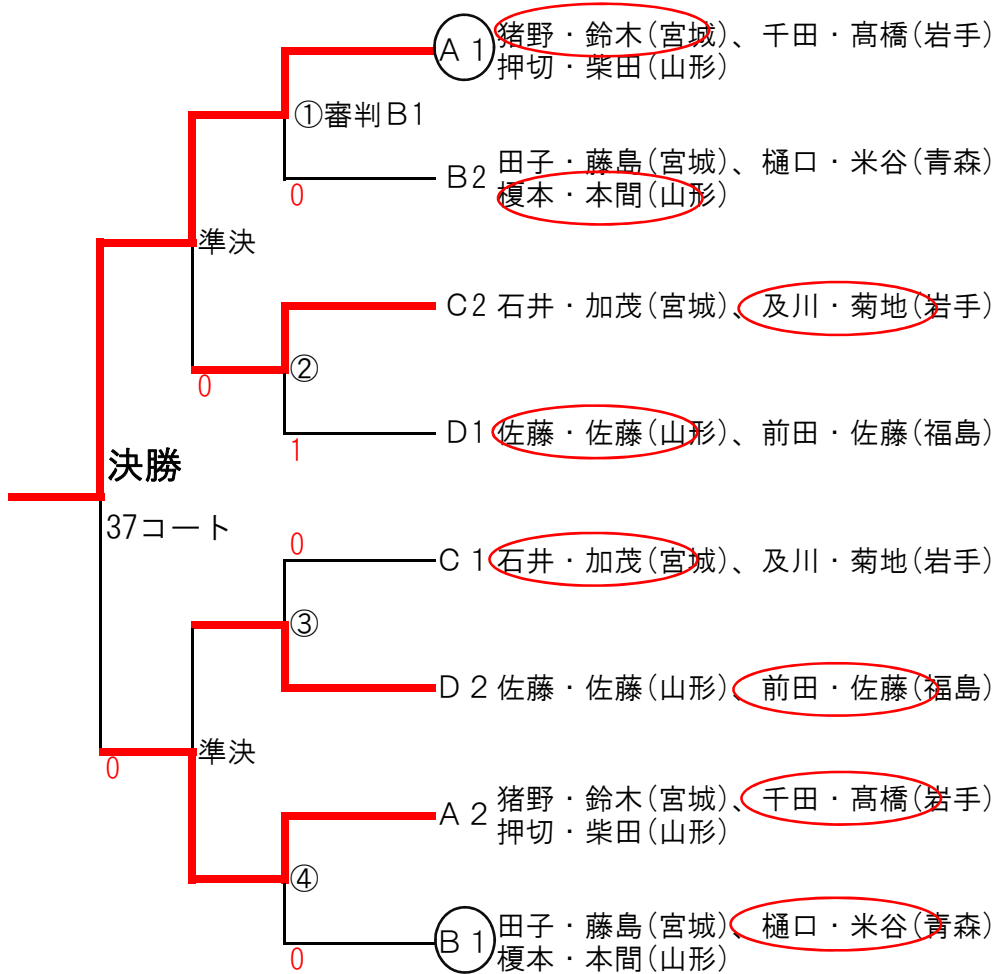 A 1 猪野・鈴木(宮城)、千田・髙橋(岩手)
押切・柴田(山形)
①審判B1
B2 田子・藤島(宮城)、樋口・米谷(青森)
榎本・本間(山形)
0
準決
C2 石井・加茂(宮城)、及川・菊地(岩手)
②
0
D1 佐藤・佐藤(山形)、前田・佐藤(福島)
1
決勝
37コート
0
C 1 石井・加茂(宮城)、及川・菊地(岩手)
③
D 2 佐藤・佐藤(山形)、前田・佐藤(福島)
準決
0
A 2 猪野・鈴木(宮城)、千田・髙橋(岩手)
押切・柴田(山形)
④
B 1 田子・藤島(宮城)、樋口・米谷(青森)
榎本・本間(山形)
0